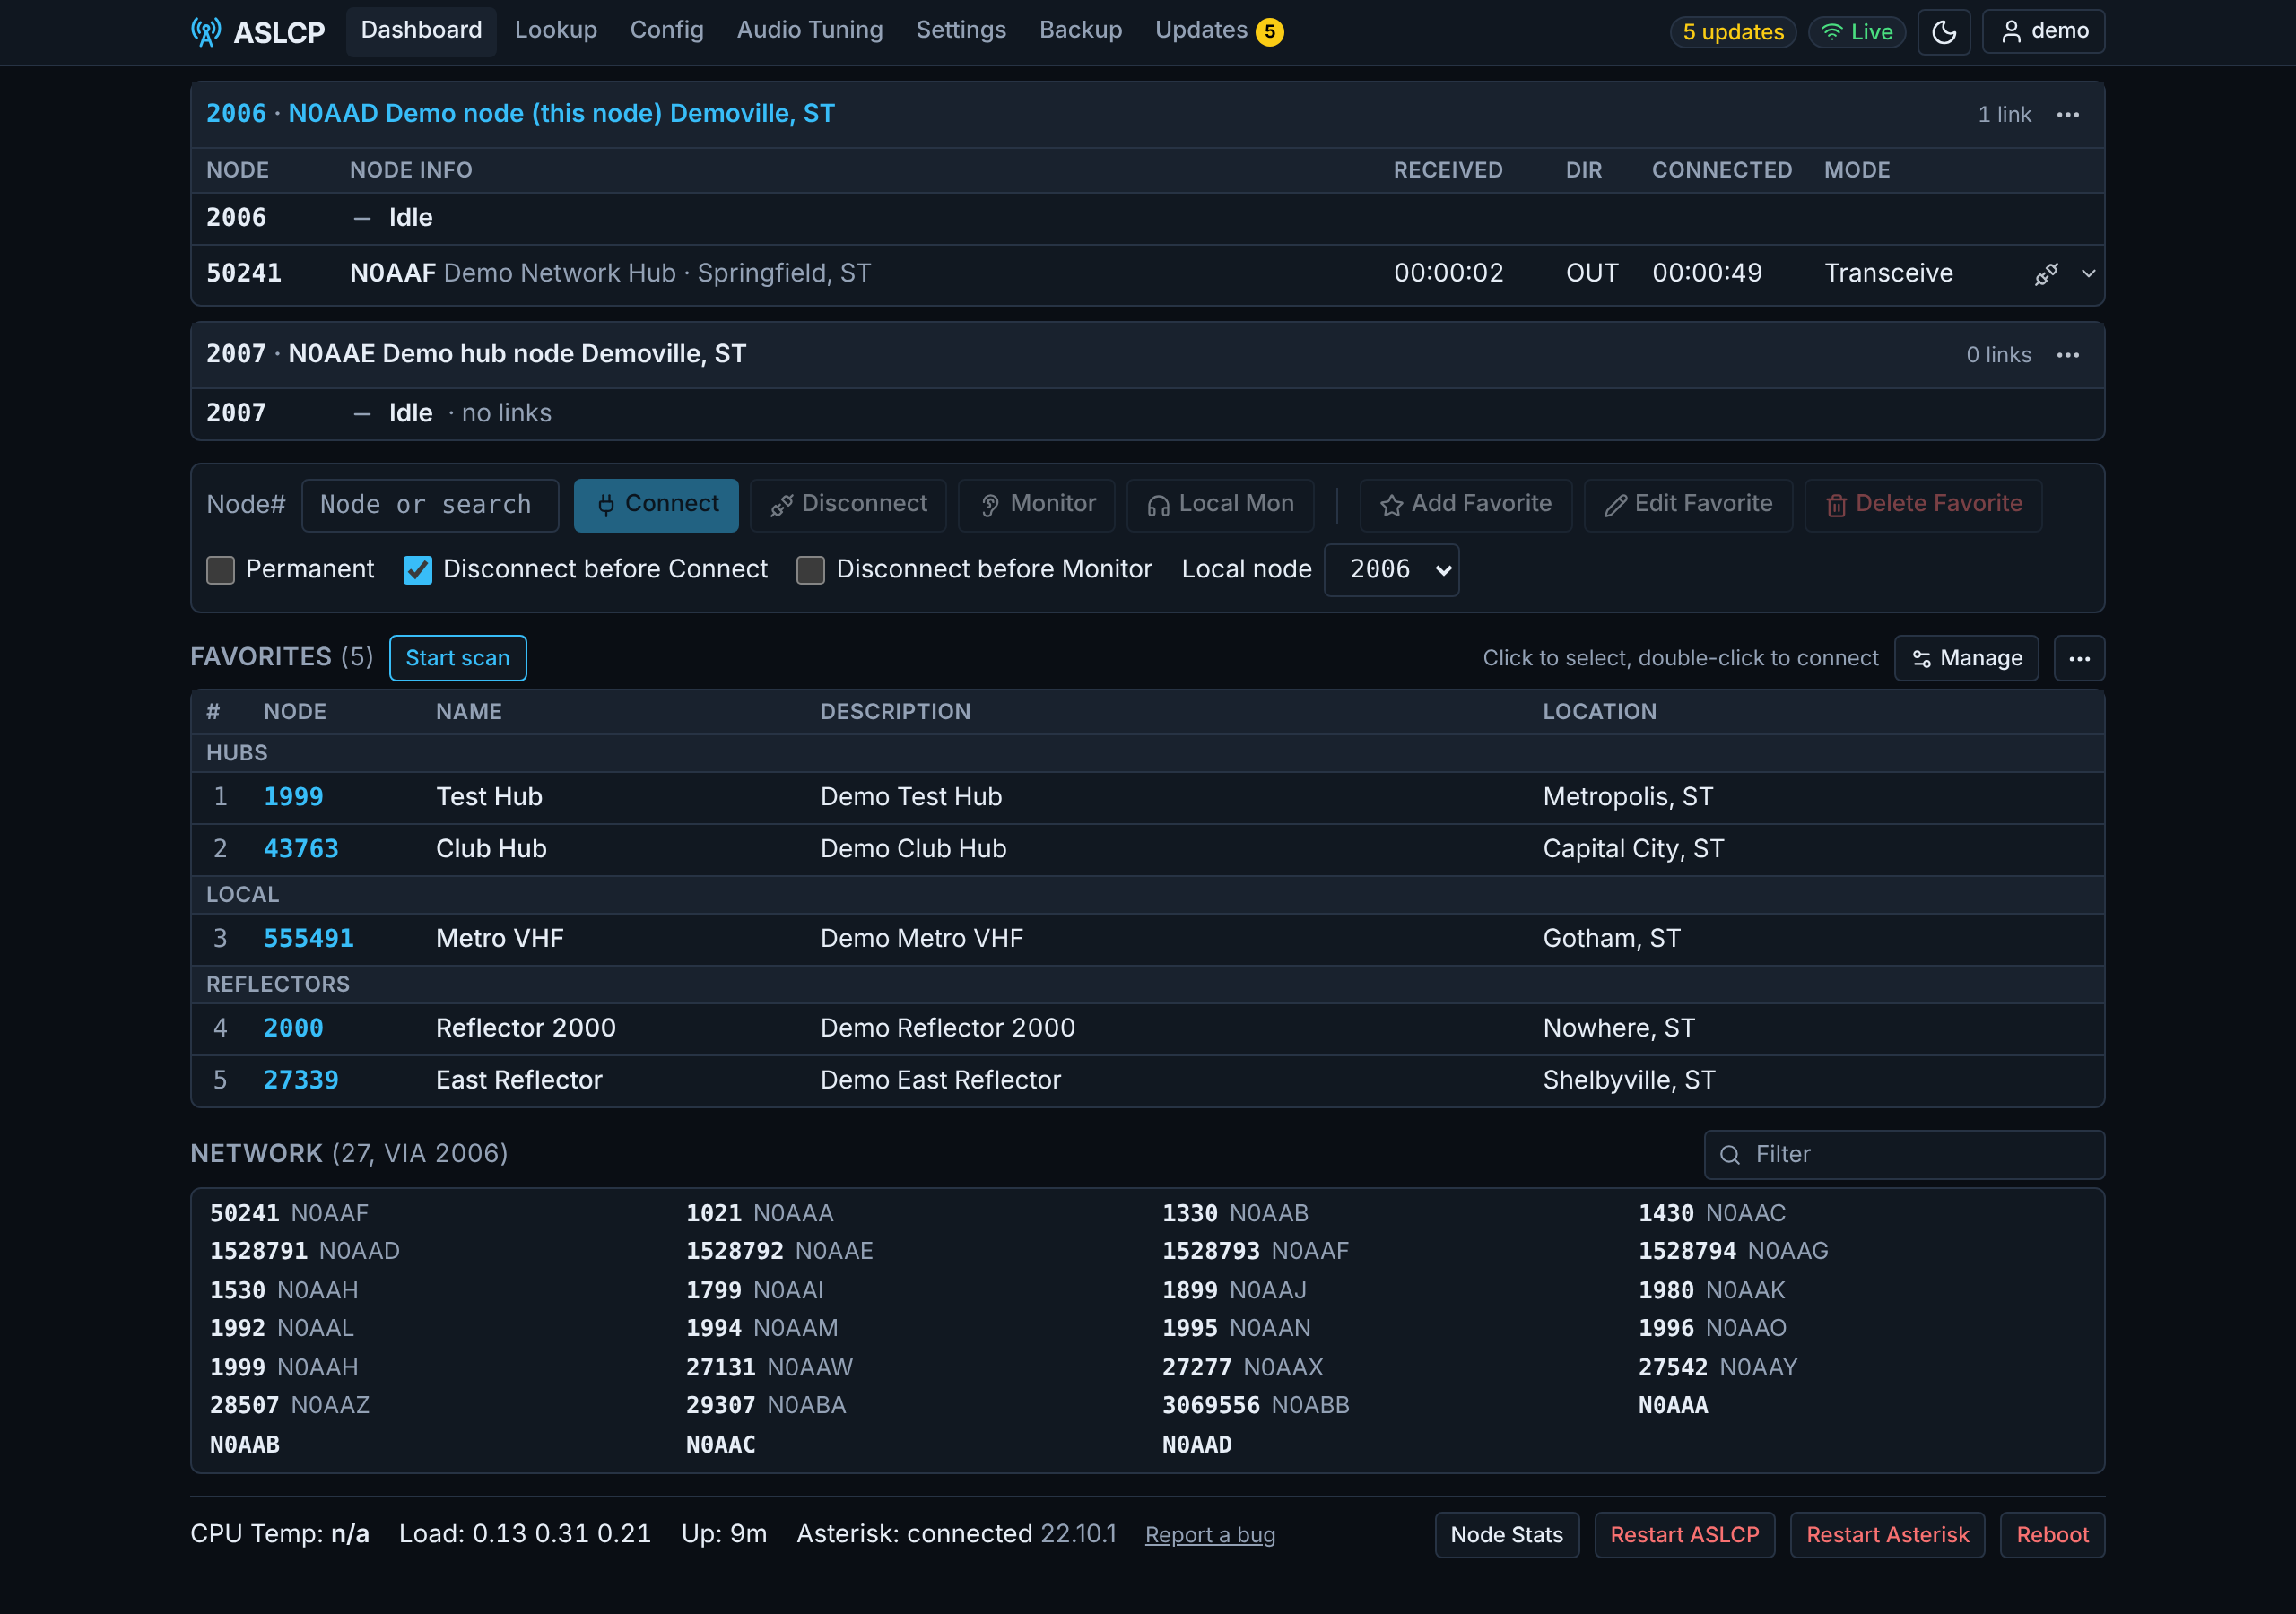 ASLCP Dashboard Lookup Config Audio Tuning Settings Backup Updates 5 5 updates Live demo
2006 · N0AAD Demo node (this node) Demoville, ST 1 link ···
NODE NODE INFO RECEIVED DIR CONNECTED MODE
2006 — Idle
50241 N0AAF Demo Network Hub · Springfield, ST 00:00:02 OUT 00:00:49 Transceive
2007 · N0AAE Demo hub node Demoville, ST 0 links ···
2007 — Idle · no links
Node# Node or search Connect Disconnect Monitor Local Mon Add Favorite Edit Favorite Delete Favorite
Permanent Disconnect before Connect Disconnect before Monitor Local node 2006
FAVORITES (5) Start scan Click to select, double-click to connect Manage ···
# NODE NAME DESCRIPTION LOCATION
HUBS
1 1999 Test Hub Demo Test Hub Metropolis, ST
2 43763 Club Hub Demo Club Hub Capital City, ST
LOCAL
3 555491 Metro VHF Demo Metro VHF Gotham, ST
REFLECTORS
4 2000 Reflector 2000 Demo Reflector 2000 Nowhere, ST
5 27339 East Reflector Demo East Reflector Shelbyville, ST
NETWORK (27, VIA 2006) Filter
50241 N0AAF 1021 N0AAA 1330 N0AAB 1430 N0AAC
1528791 N0AAD 1528792 N0AAE 1528793 N0AAF 1528794 N0AAG
1530 N0AAH 1799 N0AAI 1899 N0AAJ 1980 N0AAK
1992 N0AAL 1994 N0AAM 1995 N0AAN 1996 N0AAO
1999 N0AAH 27131 N0AAW 27277 N0AAX 27542 N0AAY
28507 N0AAZ 29307 N0ABA 3069556 N0ABB N0AAA
N0AAB N0AAC N0AAD
CPU Temp: n/a Load: 0.13 0.31 0.21 Up: 9m Asterisk: connected 22.10.1 Report a bug Node Stats Restart ASLCP Restart Asterisk Reboot